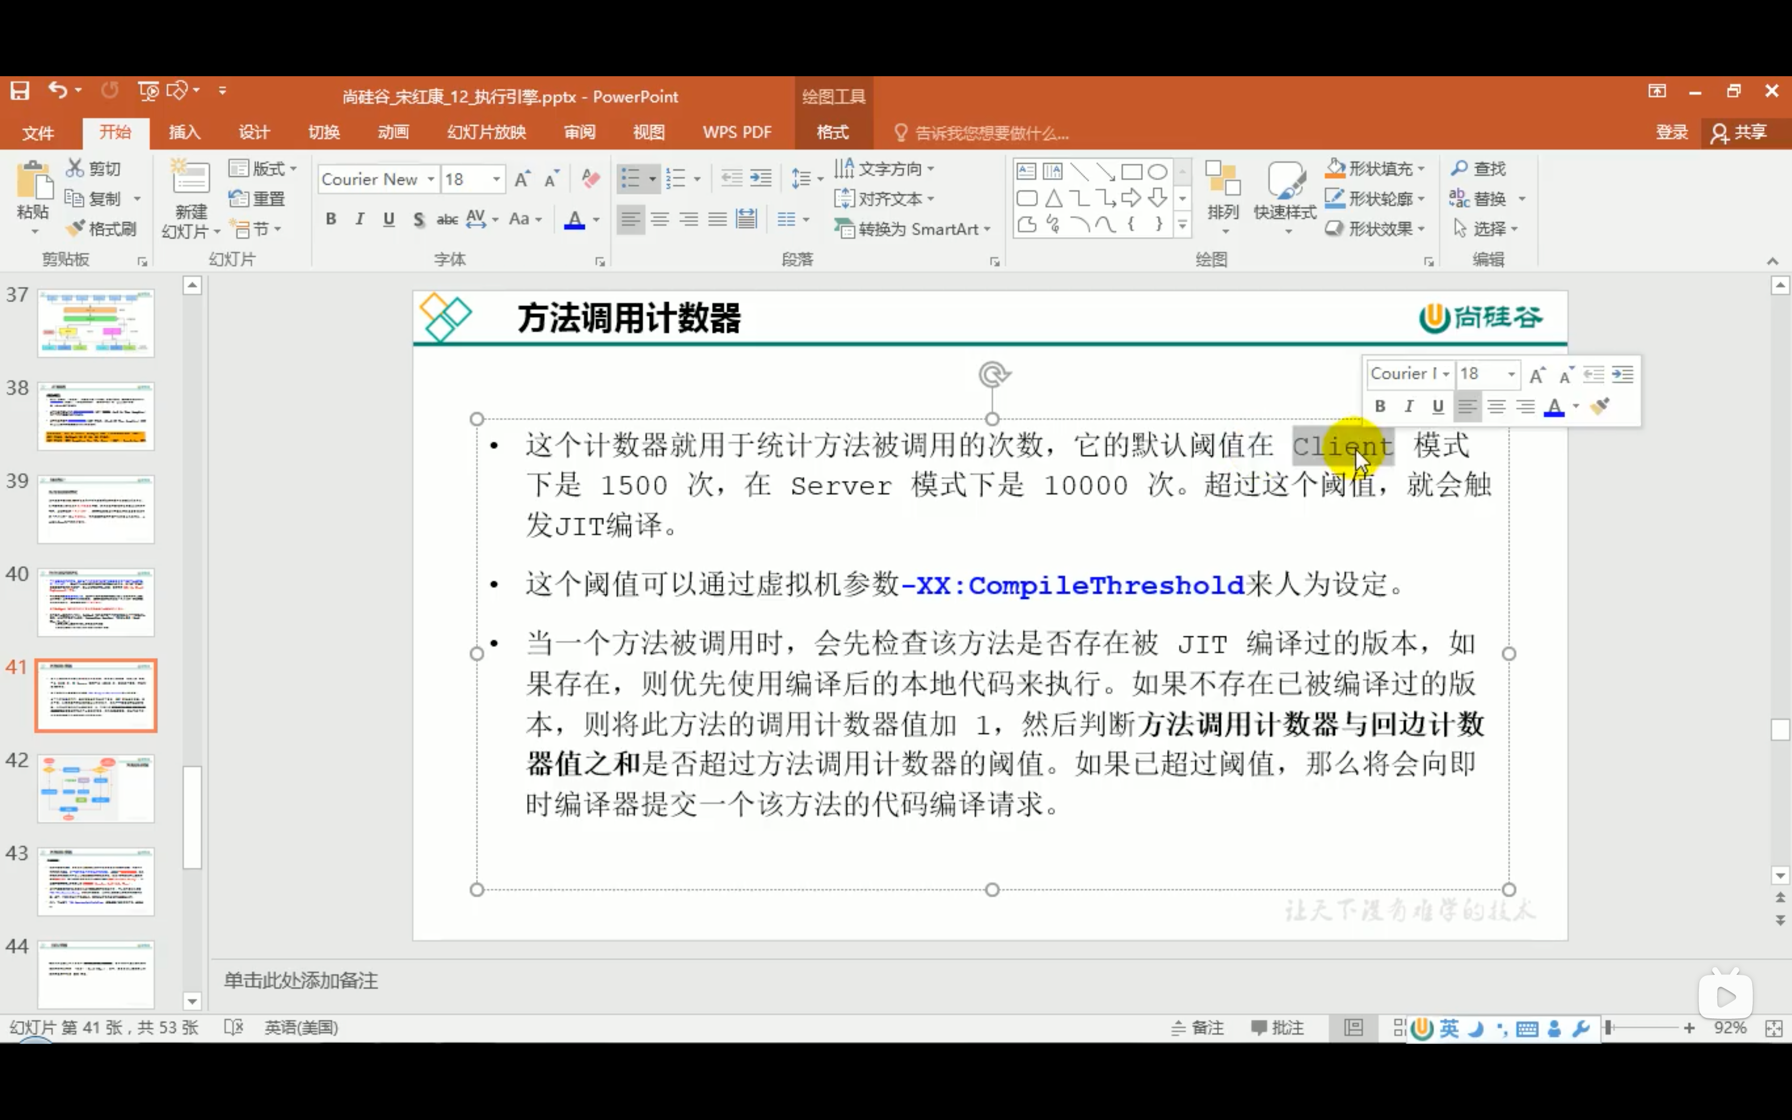 尚硅谷_宋红康_12_执行引擎.pptx - PowerPoint
绘图工具
文件 开始 插入 设计 切换 动画 幻灯片放映 审阅 视图 WPS PDF 格式 告诉我您想要做什么... 登录 共享
粘贴
剪切
复制
格式刷
剪贴板
新建
幻灯片
版式
重置
节
幻灯片
Courier New 18
B I U S abc AV Aa A
字体
文字方向
对齐文本
转换为 SmartArt
段落
排列
快速样式
形状填充
形状轮廓
形状效果
绘图
查找
替换
选择
编辑
37
38
39
40
41
42
43
44
方法调用计数器
尚硅谷
Courier 18
B I U A
• 这个计数器就用于统计方法被调用的次数，它的默认阈值在 Client 模式
下是 1500 次，在 Server 模式下是 10000 次。超过这个阈值，就会触
发JIT编译。
• 这个阈值可以通过虚拟机参数-XX:CompileThreshold来人为设定。
• 当一个方法被调用时，会先检查该方法是否存在被 JIT 编译过的版本，如
果存在，则优先使用编译后的本地代码来执行。如果不存在已被编译过的版
本，则将此方法的调用计数器值加 1，然后判断方法调用计数器与回边计数
器值之和是否超过方法调用计数器的阈值。如果已超过阈值，那么将会向即
时编译器提交一个该方法的代码编译请求。
让天下没有难学的技术
单击此处添加备注
幻灯片 第 41 张，共 53 张 英语(美国) 备注 批注 英 92%